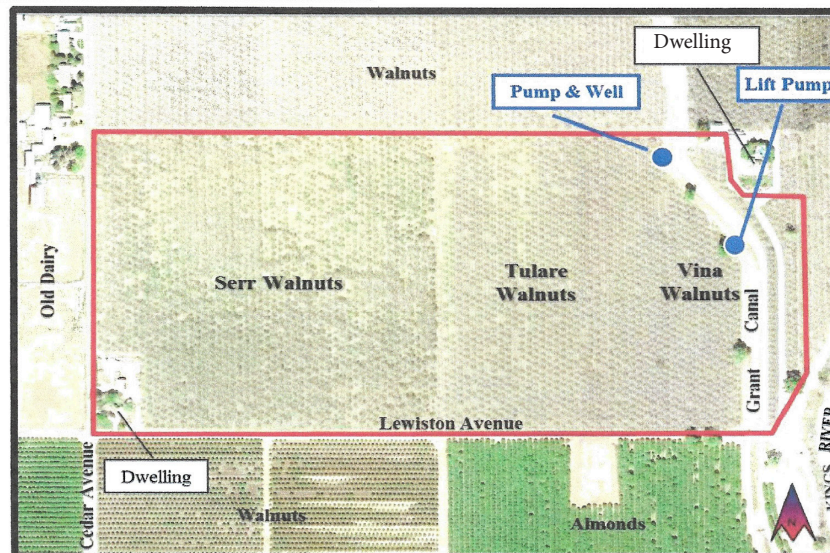 Dwelling
Walnuts
Pump & Well
Lift Pump
Old Dairy
Serr Walnuts
Tulare
Walnuts
Vina
Walnuts
Grant Canal
Lewiston Avenue
Dwelling
Cedar Avenue
Walnuts
Almonds
RIVER
N